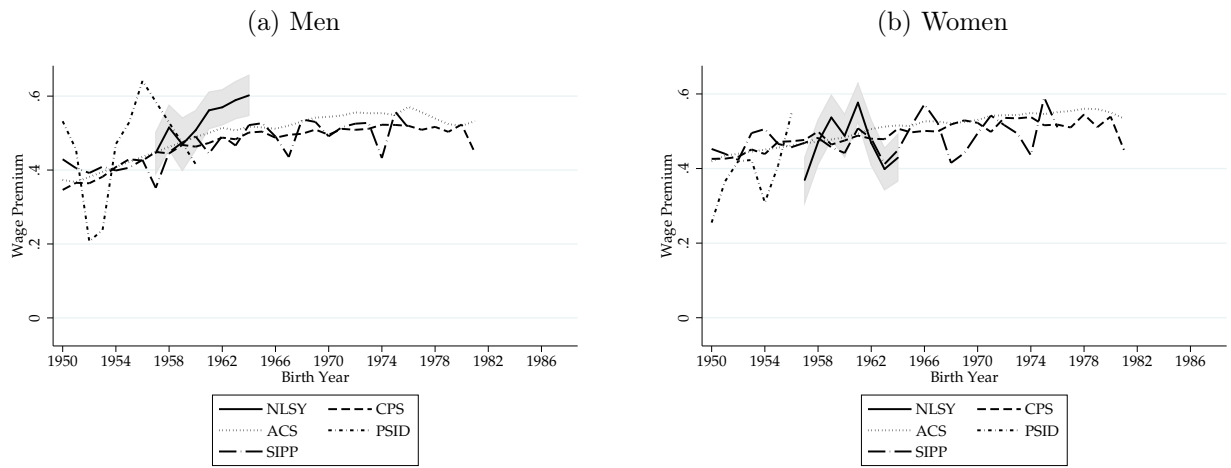 (a) Men
(b) Women
Wage Premium
.6
.4
.2
0
1950 1954 1958 1962 1966 1970 1974 1978 1982 1986
Birth Year
NLSY CPS
ACS PSID
SIPP
Wage Premium
.6
.4
.2
0
1950 1954 1958 1962 1966 1970 1974 1978 1982 1986
Birth Year
NLSY CPS
ACS PSID
SIPP